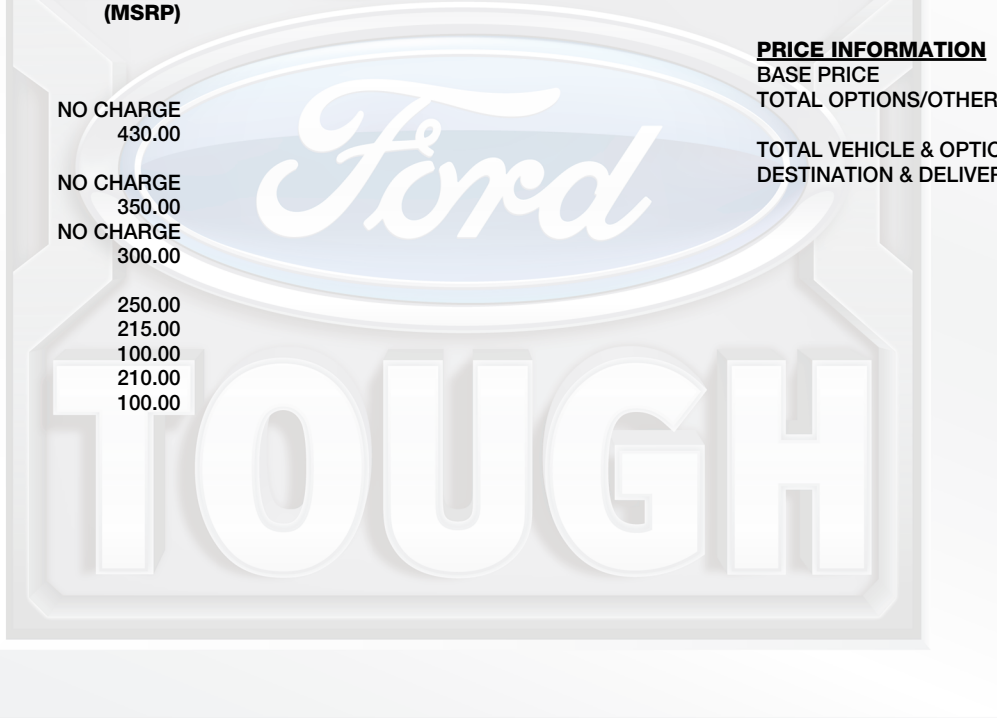 (MSRP)
NO CHARGE
430.00
NO CHARGE
350.00
NO CHARGE
300.00
250.00
215.00
100.00
210.00
100.00
PRICE INFORMATION
BASE PRICE
TOTAL OPTIONS/OTHER
TOTAL VEHICLE & OPTIO
DESTINATION & DELIVER
Ford
TOUGH